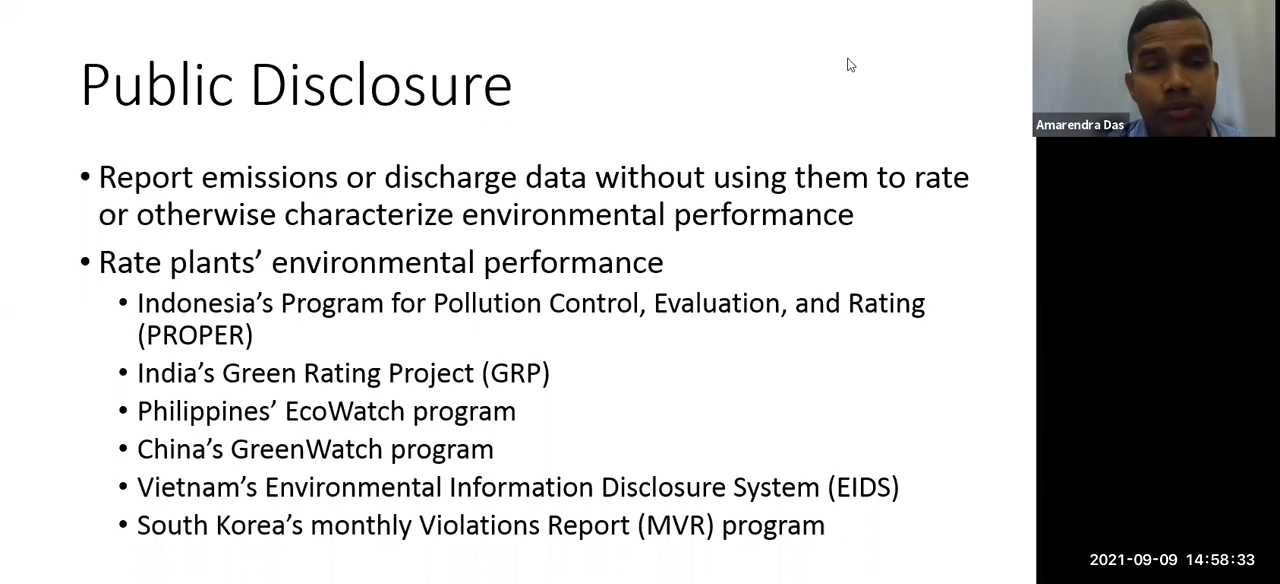 Public Disclosure
Amarendra Das
• Report emissions or discharge data without using them to rate
or otherwise characterize environmental performance
• Rate plants’ environmental performance
• Indonesia’s Program for Pollution Control, Evaluation, and Rating
(PROPER)
• India’s Green Rating Project (GRP)
• Philippines’ EcoWatch program
• China’s GreenWatch program
• Vietnam’s Environmental Information Disclosure System (EIDS)
• South Korea’s monthly Violations Report (MVR) program
2021-09-09 14:58:33